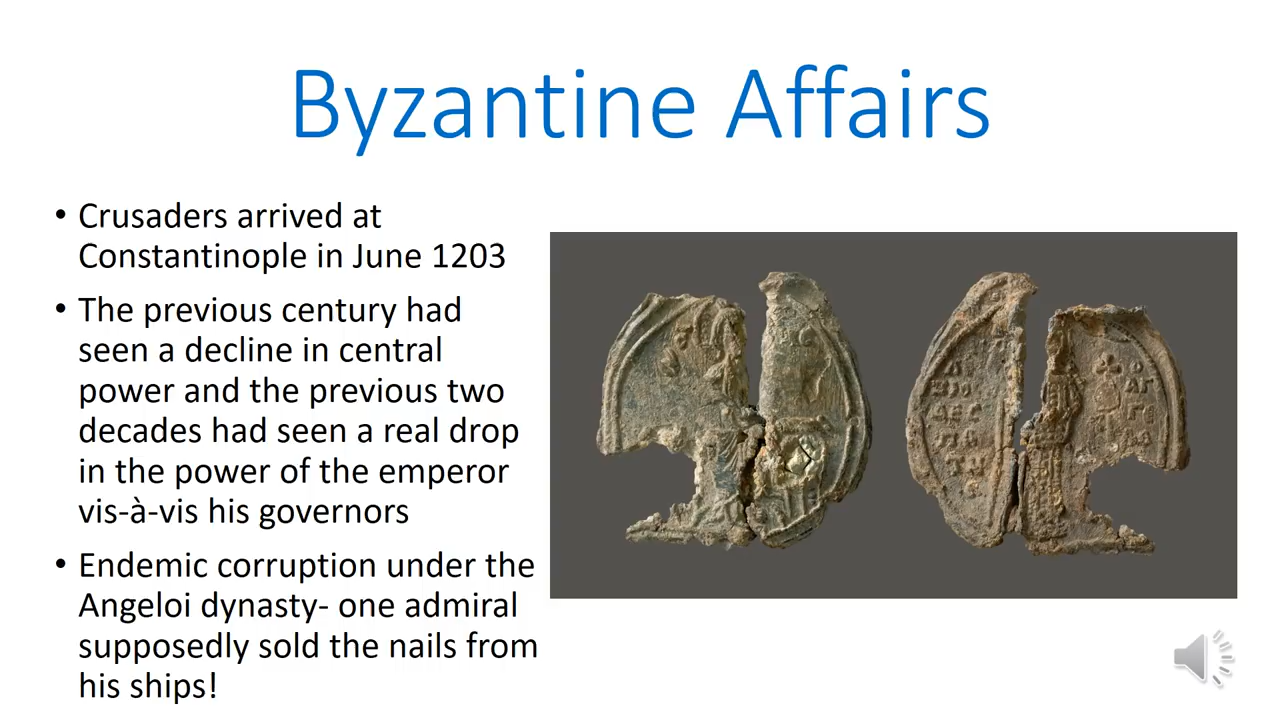 Byzantine Affairs
• Crusaders arrived at
Constantinople in June 1203
• The previous century had
seen a decline in central
power and the previous two
decades had seen a real drop
in the power of the emperor
vis-à-vis his governors
• Endemic corruption under the
Angeloi dynasty- one admiral
supposedly sold the nails from
his ships!